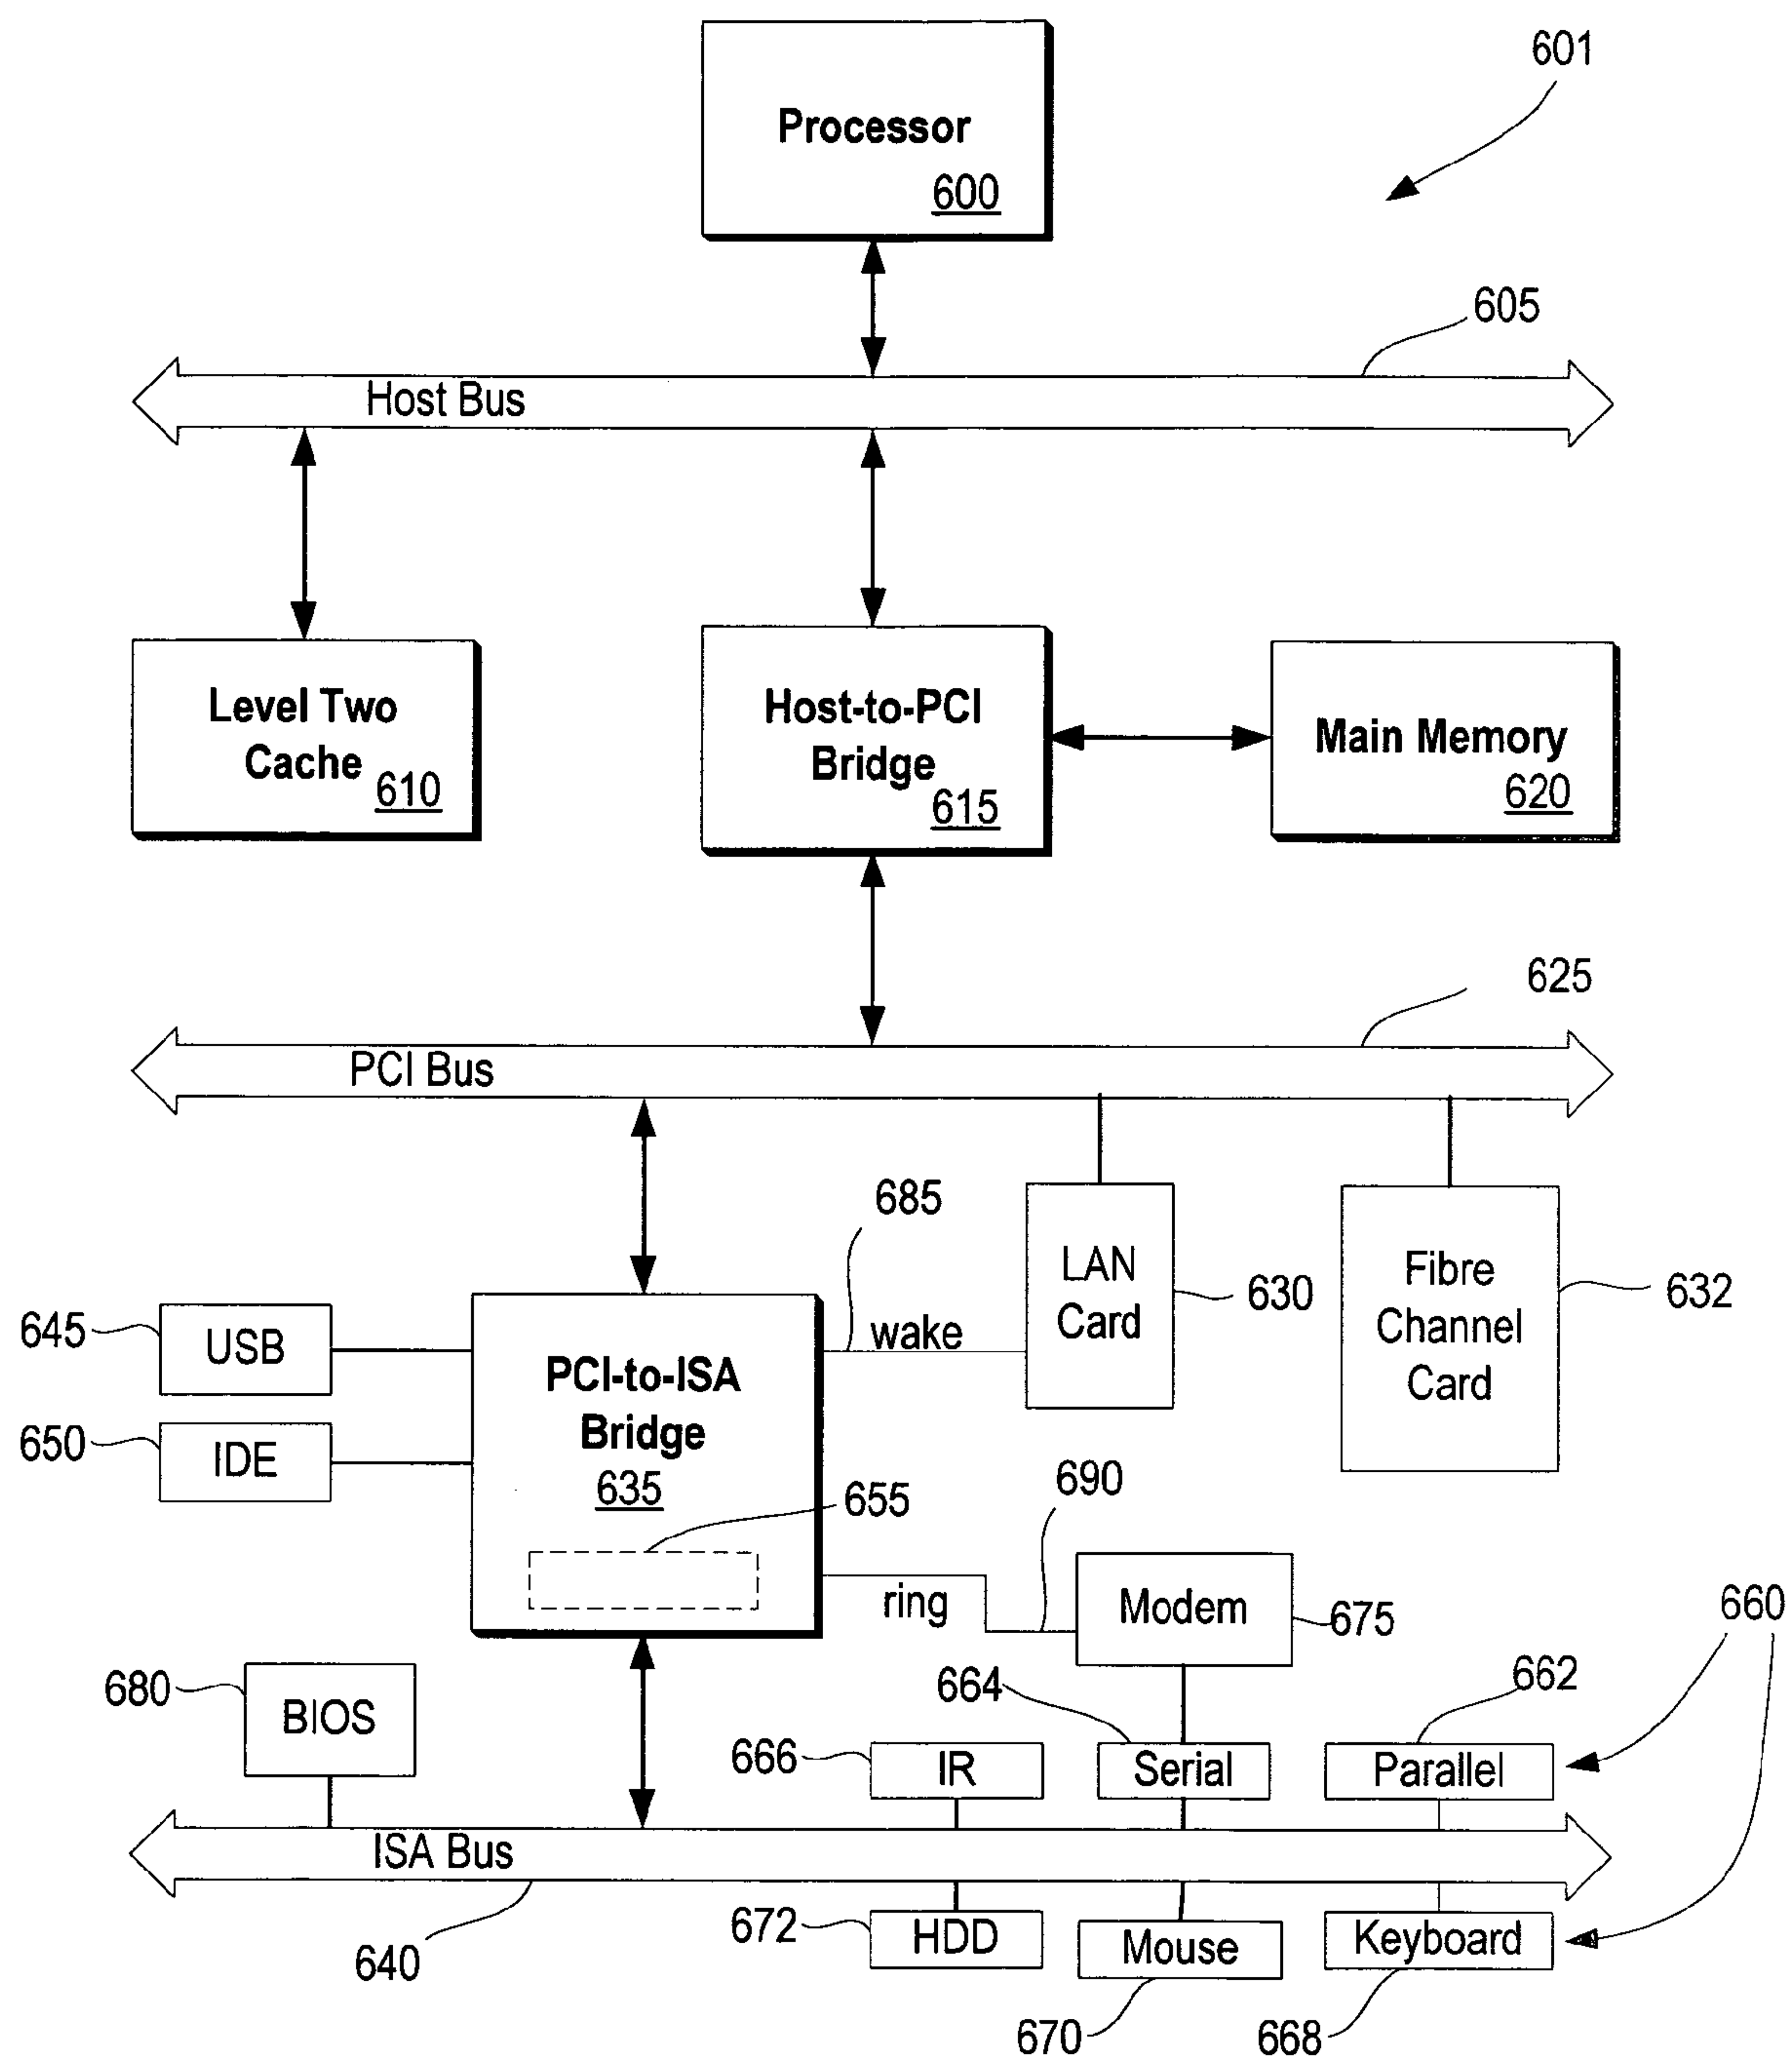 601
Processor
600
605
Host Bus
Level Two
Cache
610
Host-to-PCI
Bridge
615
Main Memory
620
625
PCI Bus
685
LAN
Card
630
Fibre
Channel
Card
632
645
USB
wake
PCI-to-ISA
Bridge
635
650
IDE
655
690
ring
Modem
675
660
680
BIOS
664
662
666
IR
Serial
Parallel
ISA Bus
640
672
HDD
Mouse
Keyboard
670
668